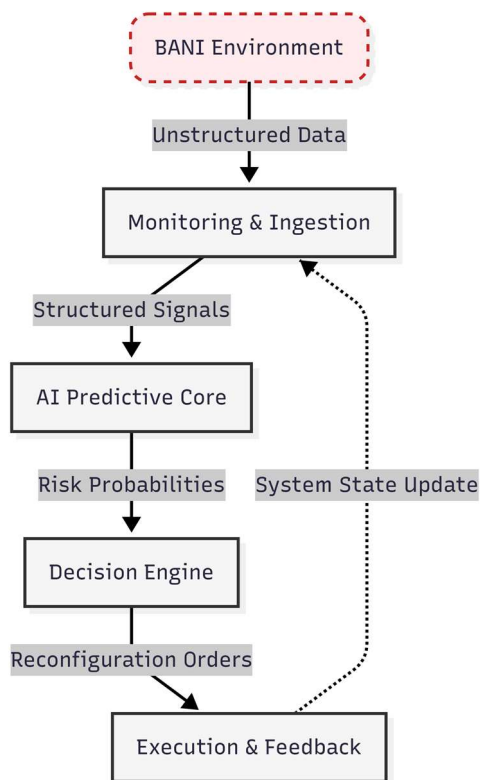 BANI Environment
Unstructured Data
Monitoring & Ingestion
Structured Signals
AI Predictive Core
Risk Probabilities
System State Update
Decision Engine
Reconfiguration Orders
Execution & Feedback